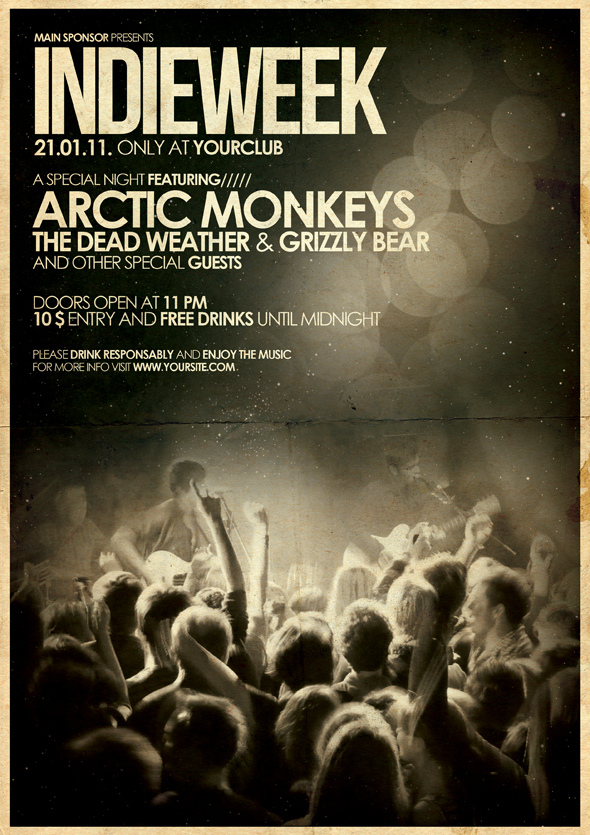 MAIN SPONSOR PRESENTS
INDIEWEEK
21.01.11. ONLY AT YOURCLUB
A SPECIAL NIGHT FEATURING/////
ARCTIC MONKEYS
THE DEAD WEATHER & GRIZZLY BEAR
AND OTHER SPECIAL GUESTS
DOORS OPEN AT 11 PM
10 $ ENTRY AND FREE DRINKS UNTIL MIDNIGHT
PLEASE DRINK RESPONSABLY AND ENJOY THE MUSIC
FOR MORE INFO VISIT WWW.YOURSITE.COM.